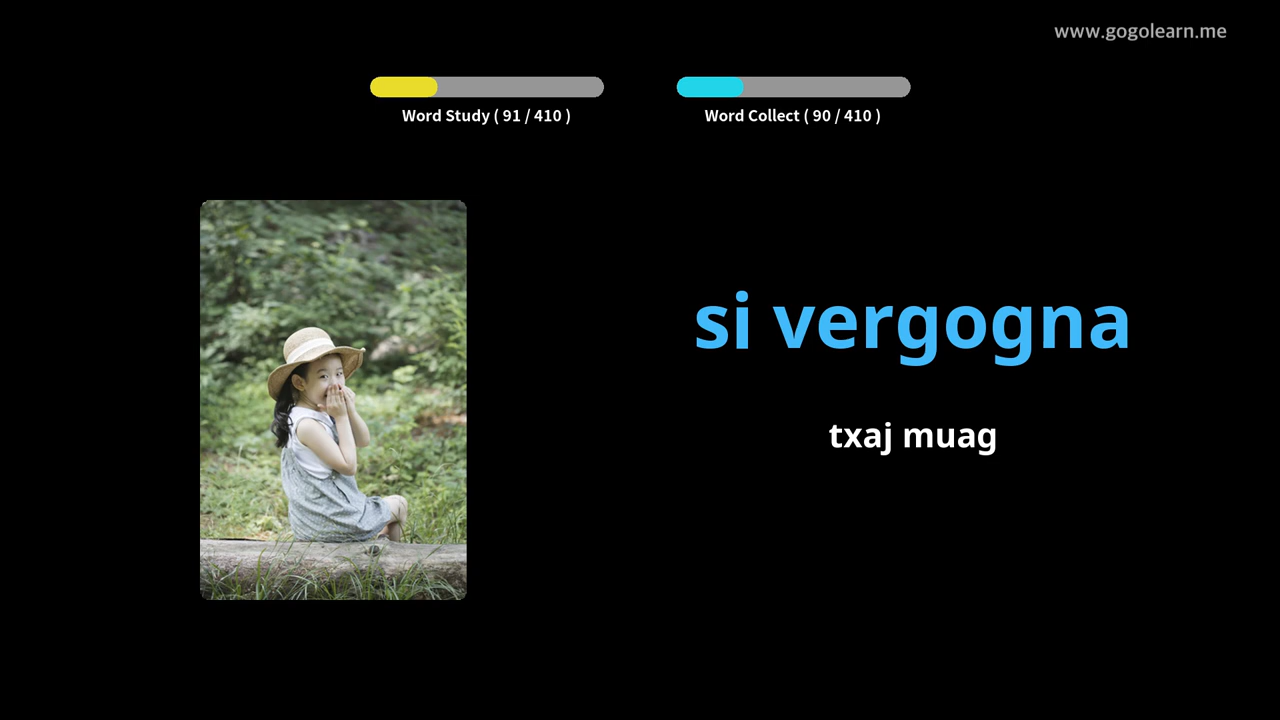 www.gogolearn.me
Word Study ( 91 / 410 )
Word Collect ( 90 / 410 )
si vergogna
txaj muag